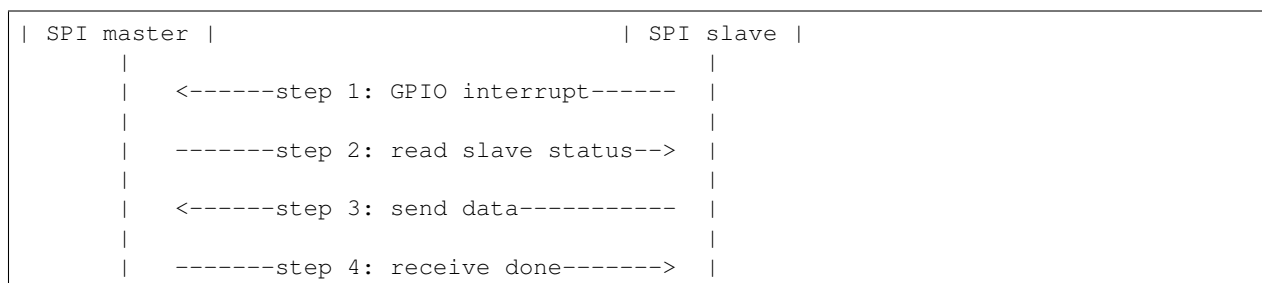 | SPI master |                                 | SPI slave |
      |                                              |
      |   <------step 1: GPIO interrupt------  |
      |                                              |
      |   -------step 2: read slave status-->  |
      |                                              |
      |   <------step 3: send data-----------  |
      |                                              |
      |   -------step 4: receive done------->  |